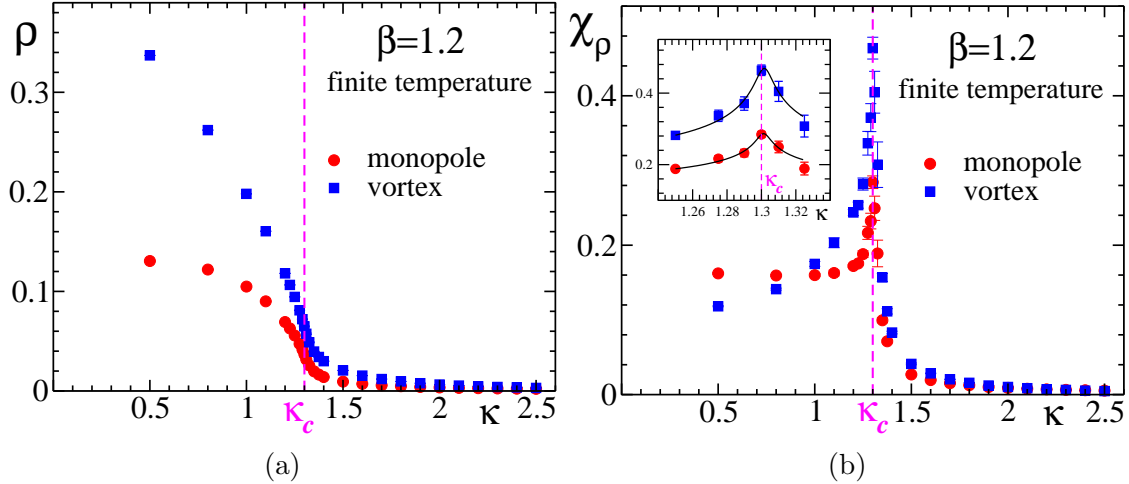 ρ
β=1.2
finite temperature
monopole
vortex
0.3
0.2
0.1
0
0.5
1
1.5
2
2.5
κ
κc
(a)
χρ
β=1.2
finite temperature
monopole
vortex
0.4
0.2
0
0.5
1
1.5
2
2.5
κ
κc
0.4
0.2
1.26
1.28
1.3
1.32
κ
κc
(b)